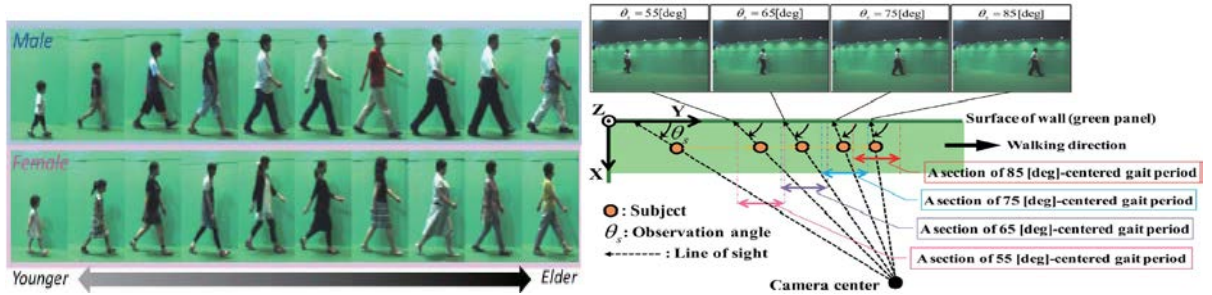 Male
Female
Younger
Elder
θs = 55[deg]
θs = 65[deg]
θs = 75[deg]
θs = 85[deg]
Z
Y
X
θs
Surface of wall (green panel)
Walking direction
A section of 85 [deg]-centered gait period
A section of 75 [deg]-centered gait period
A section of 65 [deg]-centered gait period
A section of 55 [deg]-centered gait period
: Subject
θs : Observation angle
: Line of sight
Camera center